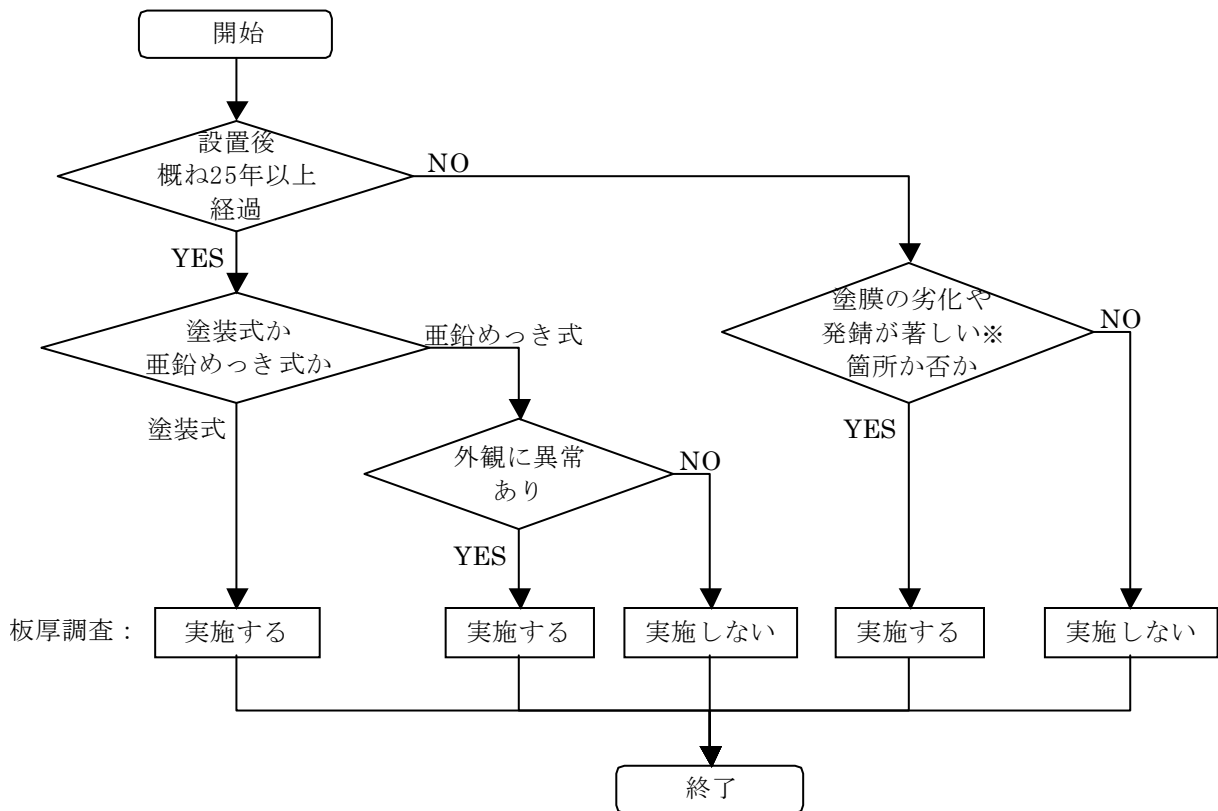 開始
設置後
概ね25年以上
経過
NO
YES
塗装式か
亜鉛めっき式か
亜鉛めっき式
塗膜の劣化や
発錆が著しい※
箇所か否か
NO
塗装式
YES
外観に異常
あり
NO
YES
板厚調査：
実施する
実施する
実施しない
実施する
実施しない
終了